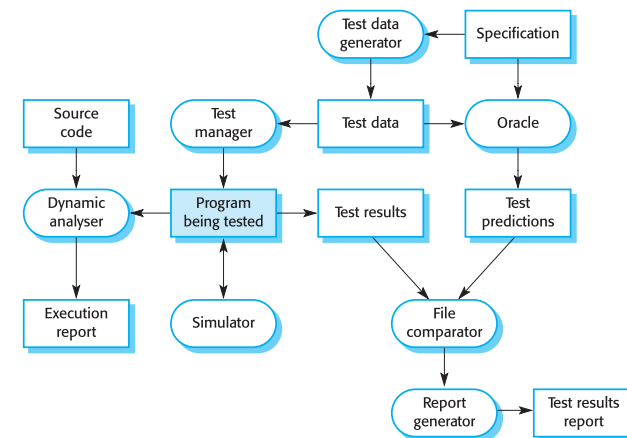 Test data
generator
Specification
Source
code
Test
manager
Test data
Oracle
Dynamic
analyser
Program
being tested
Test results
Test
predictions
Execution
report
Simulator
File
comparator
Report
generator
Test results
report